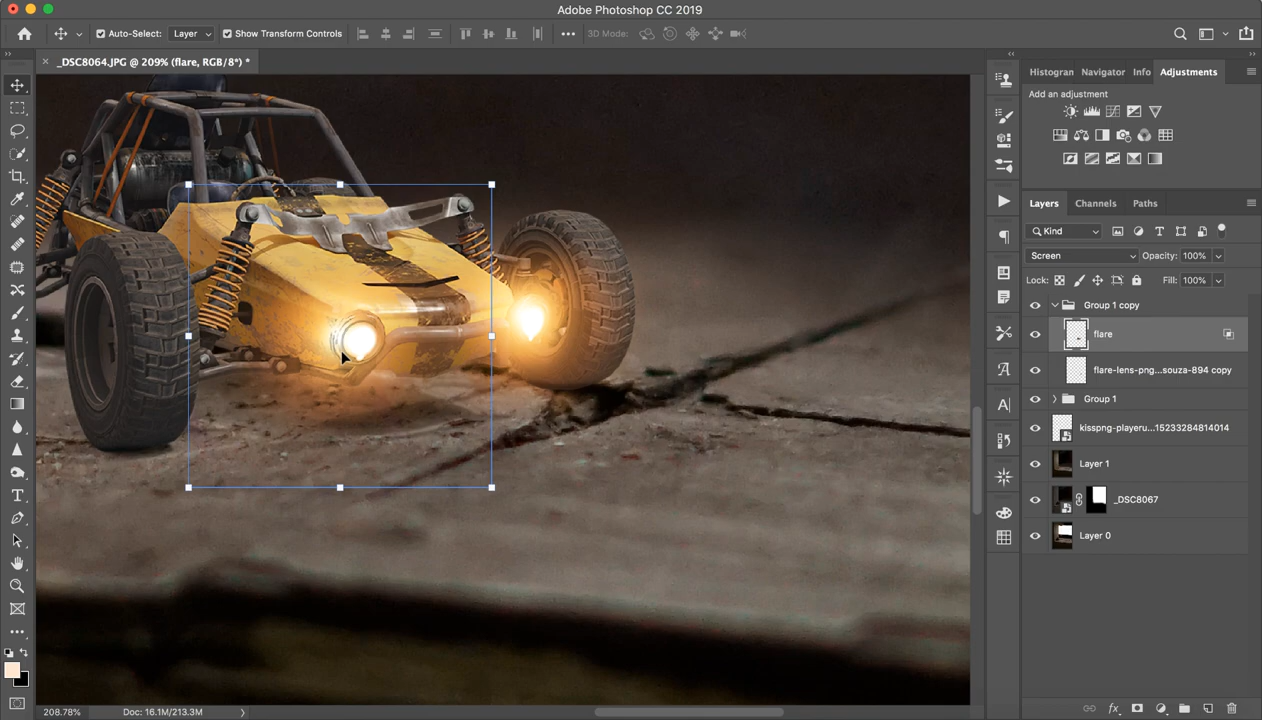 Adobe Photoshop CC 2019
Auto-Select: Layer Show Transform Controls 3D Mode:
_DSC8064.JPG @ 209% (flare, RGB/8*) *
Histogran Navigator Info Adjustments
Add an adjustment
Layers Channels Paths
Kind
Screen Opacity: 100%
Lock: Fill: 100%
Group 1 copy
flare
flare-lens-png...souza-894 copy
Group 1
kisspng-playeru...15233284814014
Layer 1
_DSC8067
Layer 0
208.78% Doc: 16.1M/213.3M